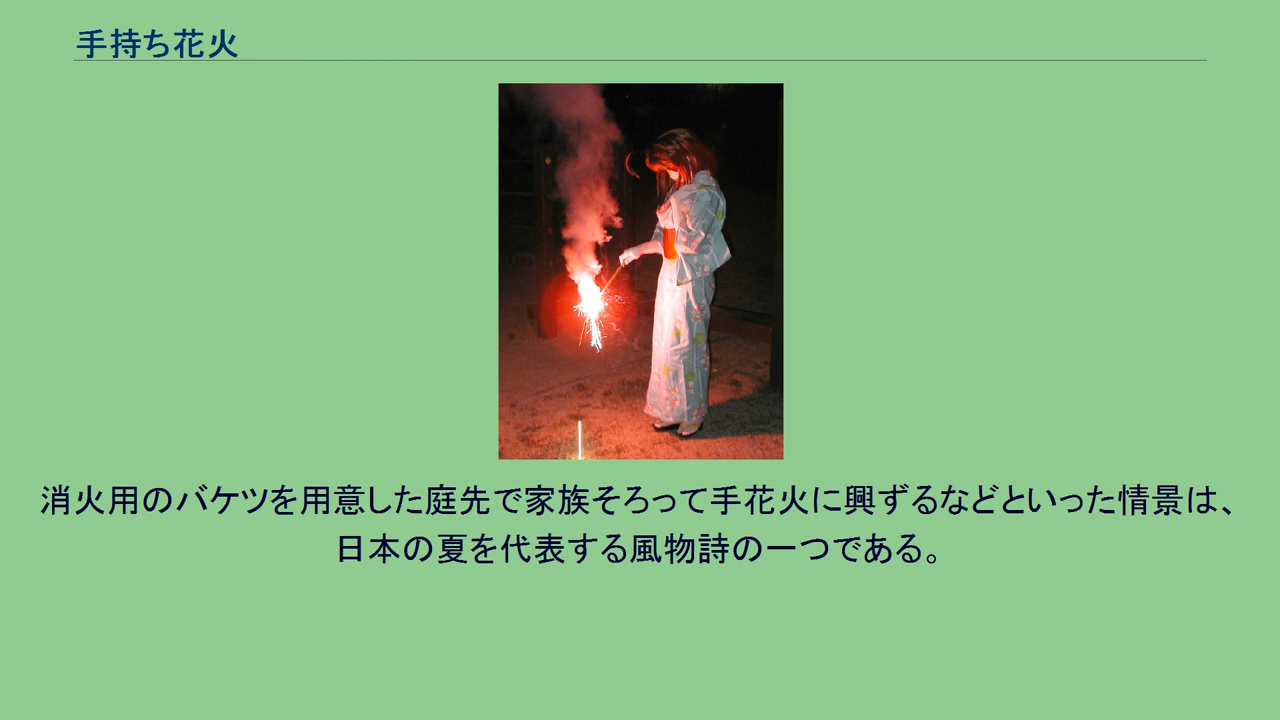 手持ち花火
消火用のバケツを用意した庭先で家族そろって手花火に興ずるなどといった情景は、
日本の夏を代表する風物詩の一つである。